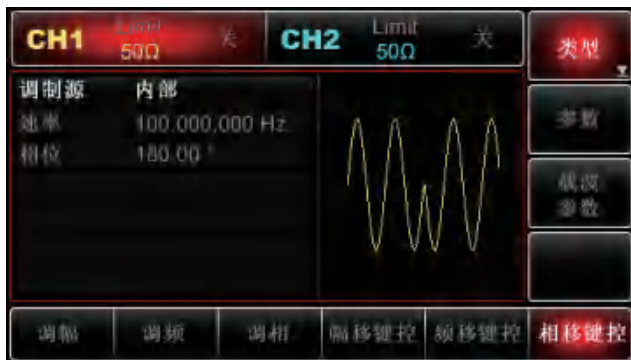 CH1 Limit 关 CH2 Limit 关 类型
50Ω 50Ω
调制源 内部
速率 100.000,000 Hz 参数
相位 180.00 °
载波
参数
调幅 调频 调相 幅移键控 频移键控 相移键控